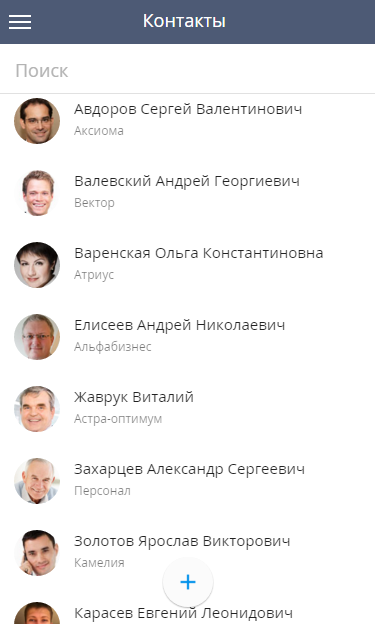 Контакты
Поиск
Авдоров Сергей Валентинович
Аксиома
Валевский Андрей Георгиевич
Вектор
Варенская Ольга Константиновна
Атриус
Елисеев Андрей Николаевич
Альфабизнес
Жаврук Виталий
Астра-оптимум
Захарцев Александр Сергеевич
Персонал
Золотов Ярослав Викторович
Камелия
Карасев Евгений Леонидович